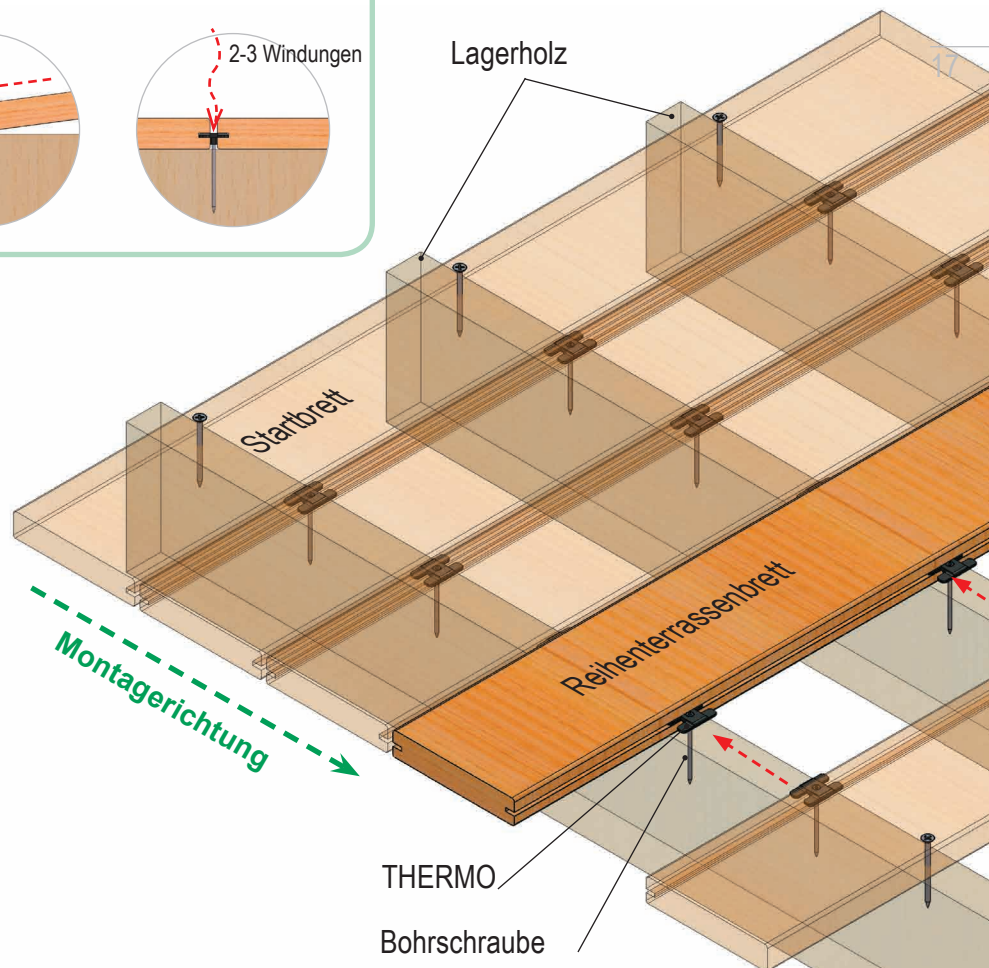 2-3 Windungen
Lagerholz
17
Startbrett
Reihenterrassenbrett
Montagerichtung
THERMO
Bohrschraube